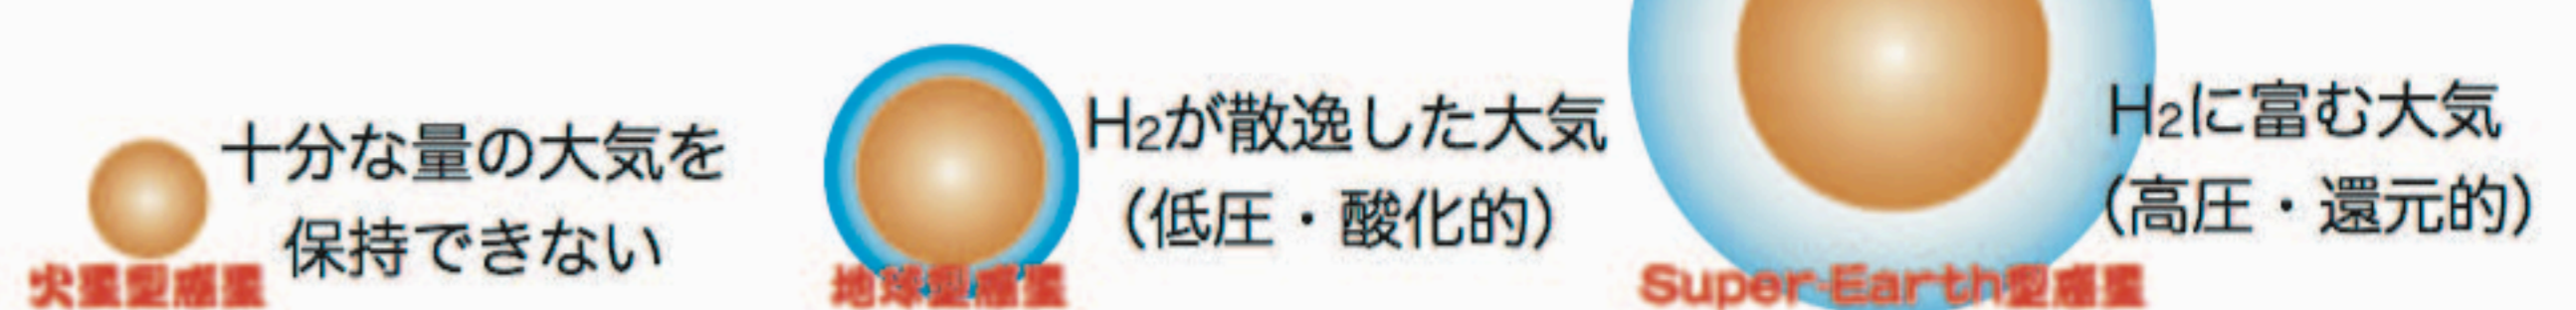 十分な量の大気を
保持できない
火星型惑星
H2が散逸した大気
(低圧・酸化的)
地球型惑星
H2に富む大気
(高圧・還元的)
Super-Earth型惑星